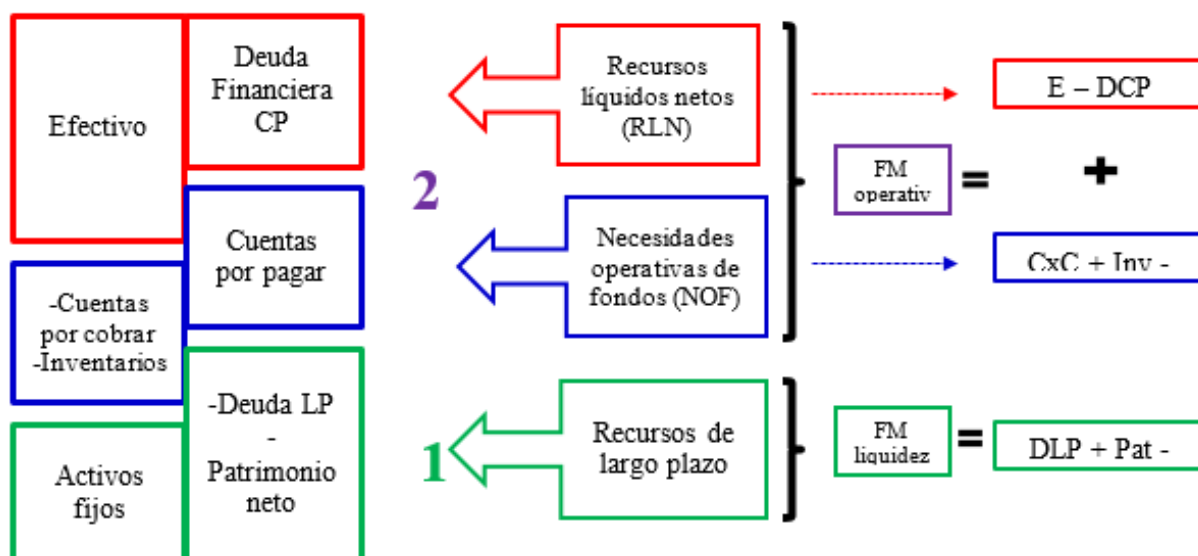 Efectivo
Deuda
Financiera
CP
Cuentas
por pagar
-Cuentas
por cobrar
-Inventarios
-Deuda LP
-
Patrimonio
neto
Activos
fijos
2
1
Recursos
líquidos netos
(RLN)
Necesidades
operativas de
fondos (NOF)
Recursos de
largo plazo
FM
operativ
=
E – DCP
+
CxC + Inv -
FM
liquidez
=
DLP + Pat -